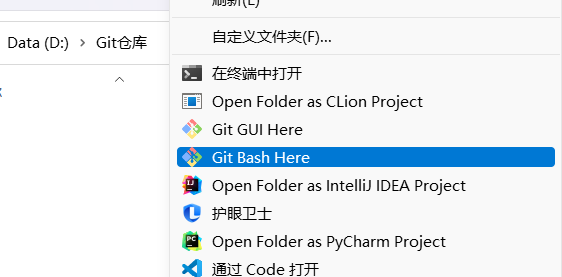 刷新(E)
Data (D:) > Git仓库
自定义文件夹(F)...
在终端中打开
Open Folder as CLion Project
Git GUI Here
Git Bash Here
Open Folder as IntelliJ IDEA Project
护眼卫士
Open Folder as PyCharm Project
通过 Code 打开